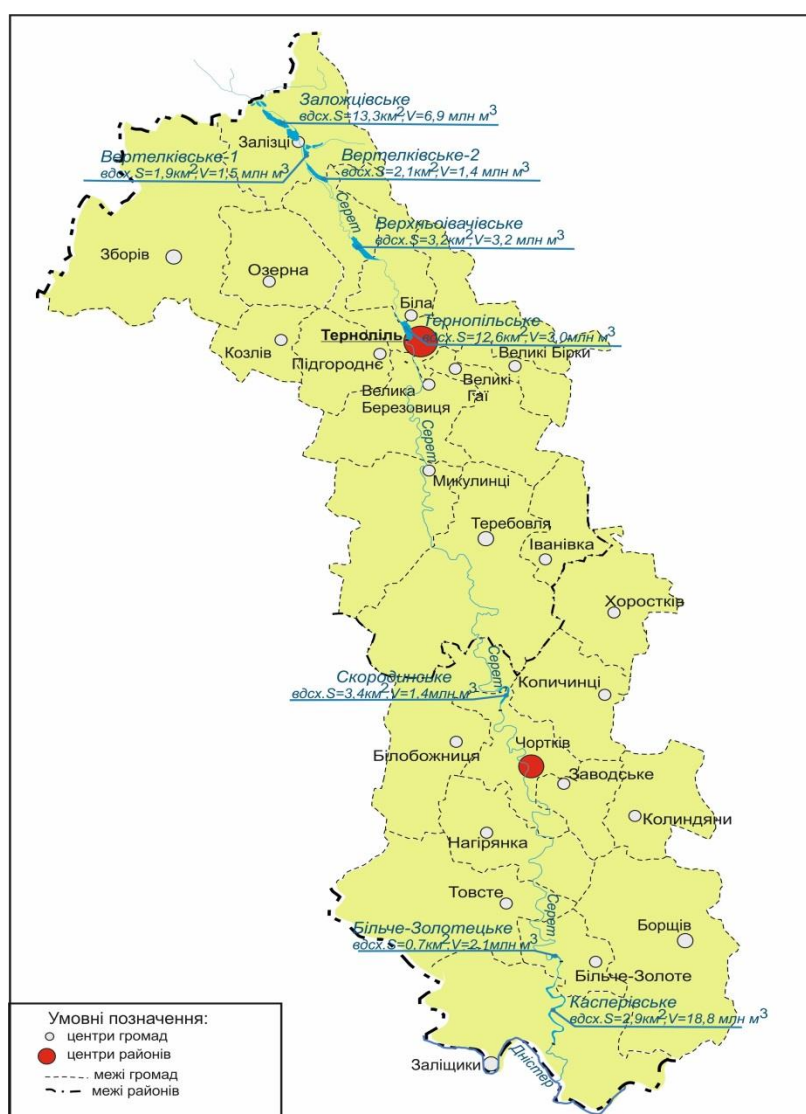 Заложцівське
вдсх.S=13,3км²,V=6,9 млн м³
Залізці
Вертелківське-1
вдсх.S=1,9км²,V=1,5 млн м³
Вертелківське-2
вдсх.S=2,1км²,V=1,4 млн м³
Серет
Верхньоівачівське
вдсх.S=3,2км²,V=3,2 млн м³
Зборів
Озерна
Біла
Тернопільське
вдсх.S=12,6км²,V=3,0млн м³
Тернопіль
Козлів
Підгороднє
Великі Бірки
Велика
Березовиця
Великі
Гаї
Серет
Микулинці
Теребовля
Іванівка
Хоростків
Серет
Скородинське
вдсх.S=3,4км²,V=1,4млн м³
Копичинці
Білобожниця
Чортків
Заводське
Колиндяни
Нагірянка
Товсте
Серет
Більче-Золотецьке
вдсх.S=0,7км²,V=2,1млн м³
Борщів
Більче-Золоте
Касперівське
вдсх.S=2,9км²,V=18,8 млн м³
Заліщики
Дністер
Умовні позначення:
центри громад
центри районів
межі громад
межі районів